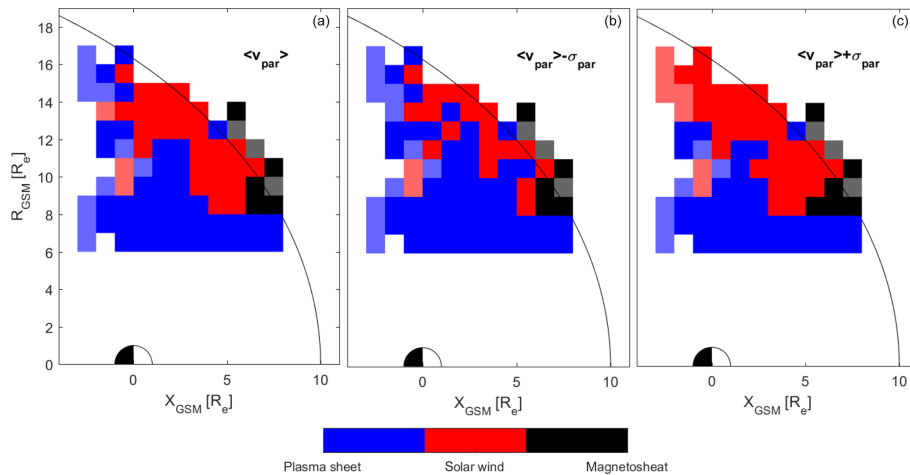 (a) (b) (c)
<v_par> <v_par>-σ_par <v_par>+σ_par
18
16
14
12
10
8
6
4
2
0
R_GSM [R_e]
0 5 10 0 5 10 0 5 10
X_GSM [R_e] X_GSM [R_e] X_GSM [R_e]
Plasma sheet Solar wind Magnetosheat